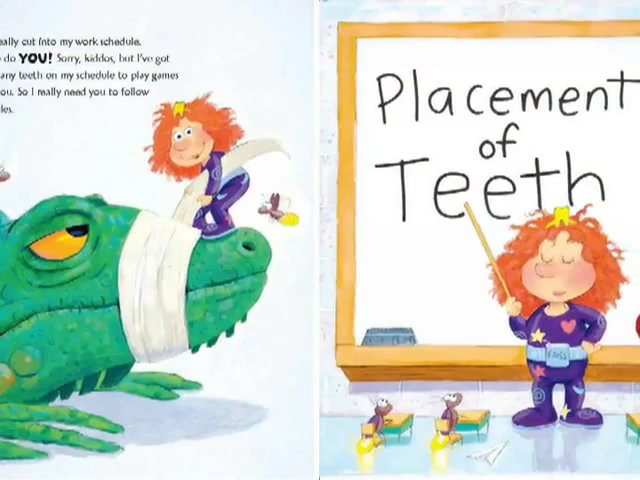 eally cut into my work schedule.
do YOU! Sorry, kiddos, but I've got
any teeth on my schedule to play games
ou. So I really need you to follow
les.
Placement
of
Teeth